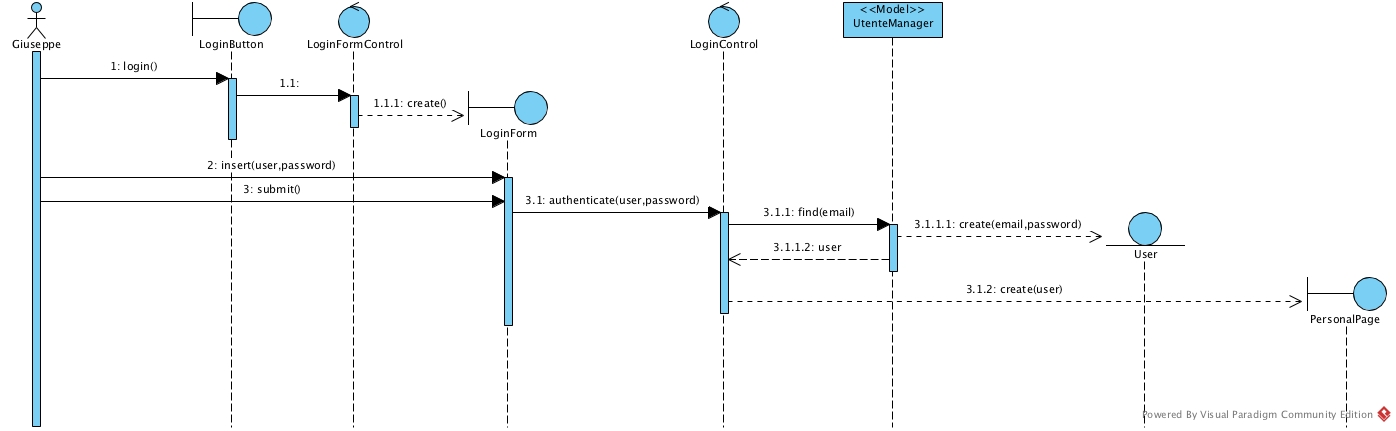 <<Model>>
UtenteManager
Giuseppe
LoginButton
LoginFormControl
LoginControl
1: login()
1.1:
1.1.1: create()
LoginForm
2: insert(user,password)
3: submit()
3.1: authenticate(user,password)
3.1.1: find(email)
3.1.1.1: create(email,password)
3.1.1.2: user
User
3.1.2: create(user)
PersonalPage
Powered By Visual Paradigm Community Edition